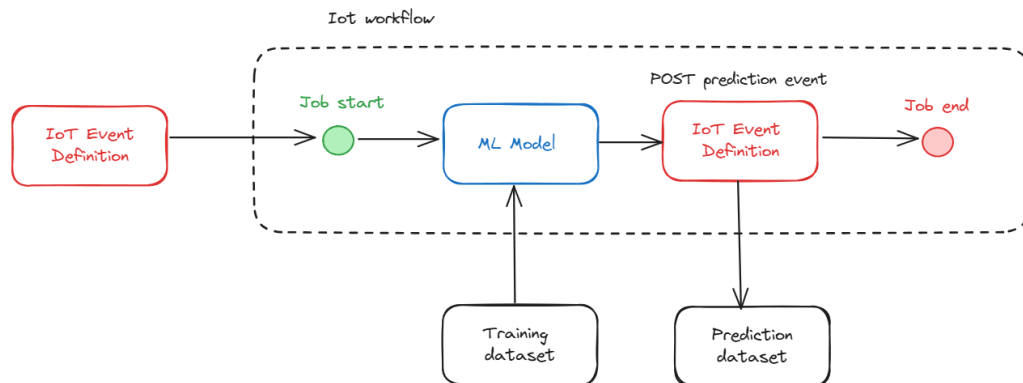 Iot workflow
POST prediction event
Job start
Job end
IoT Event
Definition
ML Model
IoT Event
Definition
Training
dataset
Prediction
dataset